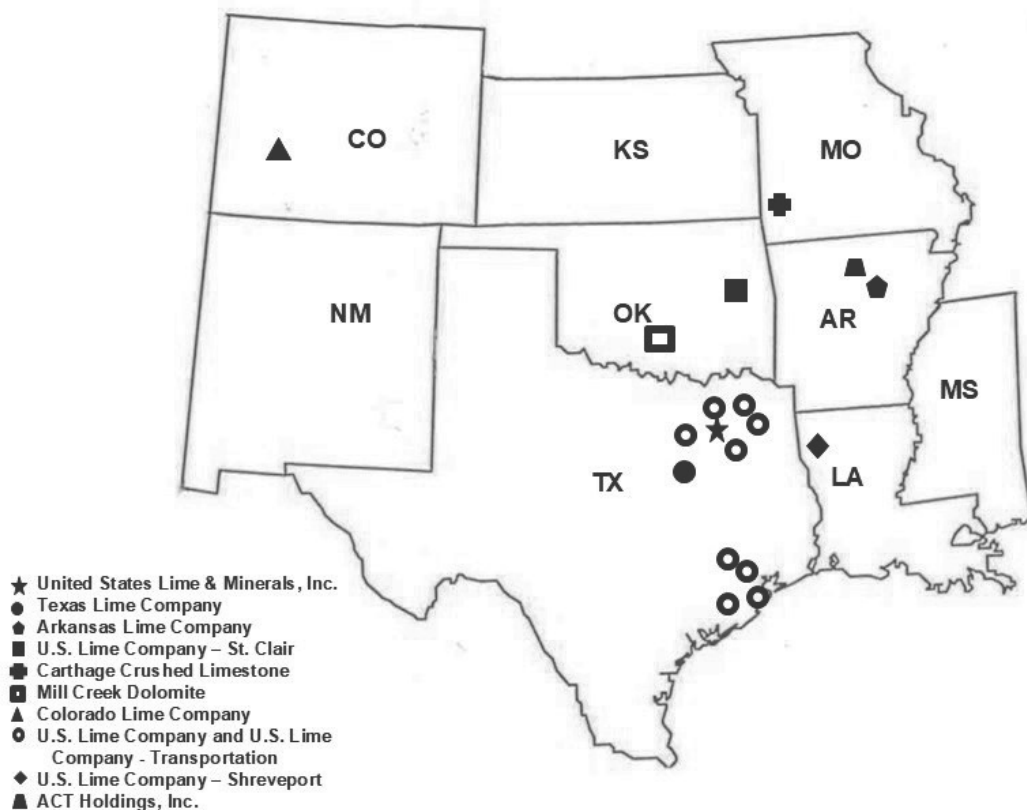 CO
KS
MO
NM
OK
AR
MS
TX
LA
United States Lime & Minerals, Inc.
Texas Lime Company
Arkansas Lime Company
U.S. Lime Company – St. Clair
Carthage Crushed Limestone
Mill Creek Dolomite
Colorado Lime Company
U.S. Lime Company and U.S. Lime
Company - Transportation
U.S. Lime Company – Shreveport
ACT Holdings, Inc.